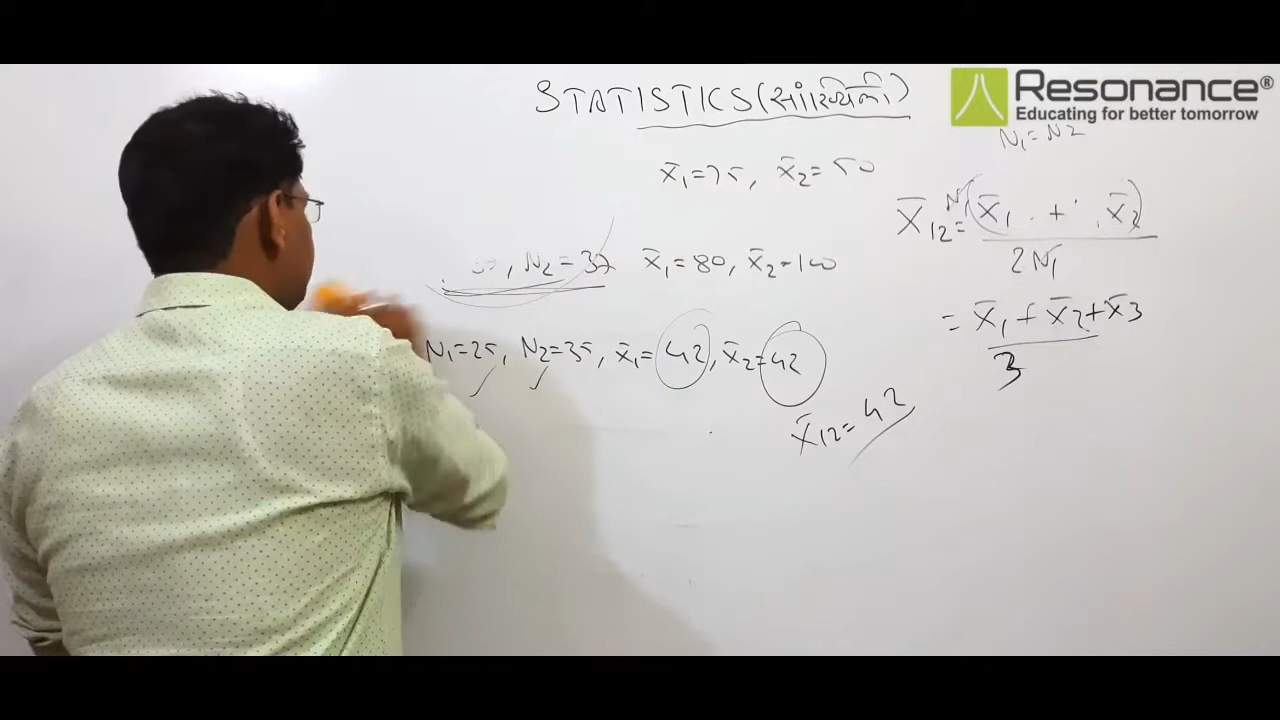 STATISTICS (सांख्यिकी)
Resonance®
Educating for better tomorrow
N₁ = N2
x̄₁=75, x̄₂= 50
X̄₁₂ = N₁(x̄₁ + x̄₂) / 2N₁
, N₂ = 37 x̄₁ = 80, x̄₂ = 100
= x̄₁ + x̄₂ + x̄3 / 3
N₁=25, N₂=35, x̄₁= 42, x̄₂= 42
x̄₁₂= 42